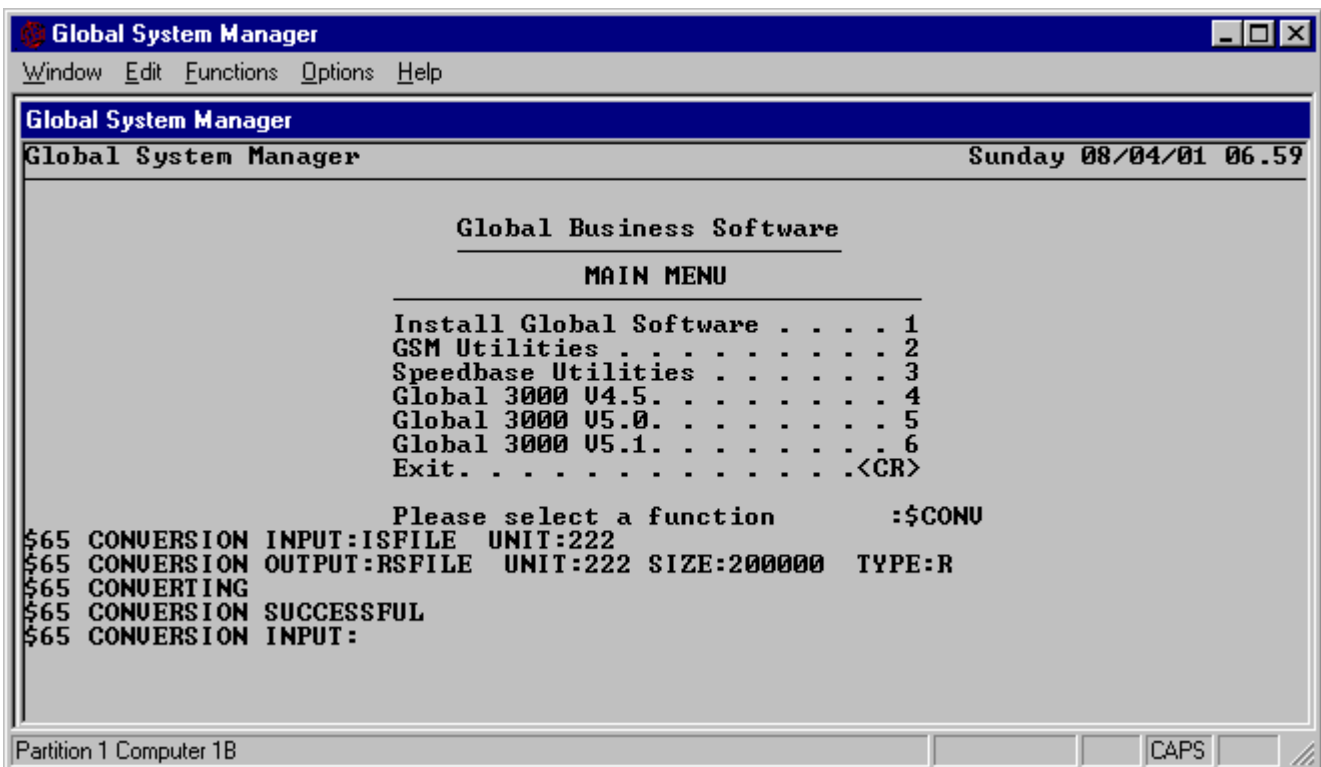 Global System Manager
Window Edit Functions Options Help
Global System Manager
Global System Manager Sunday 08/04/01 06.59
Global Business Software
MAIN MENU
Install Global Software . . . . 1
GSM Utilities . . . . . . . . . 2
Speedbase Utilities . . . . . . 3
Global 3000 V4.5. . . . . . . . 4
Global 3000 V5.0. . . . . . . . 5
Global 3000 V5.1. . . . . . . . 6
Exit. . . . . . . . . . . . . .<CR>
Please select a function :$CONV
$65 CONVERSION INPUT:ISFILE UNIT:222
$65 CONVERSION OUTPUT:RSFILE UNIT:222 SIZE:200000 TYPE:R
$65 CONVERTING
$65 CONVERSION SUCCESSFUL
$65 CONVERSION INPUT:
Partition 1 Computer 1B CAPS